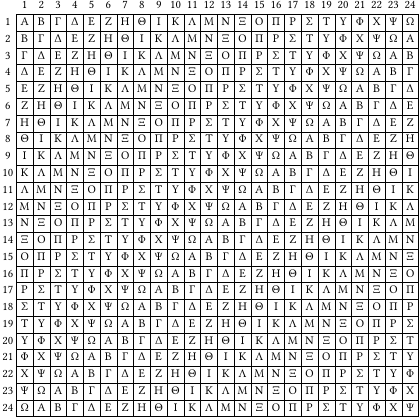 1 2 3 4 5 6 7 8 9 10 11 12 13 14 15 16 17 18 19 20 21 22 23 24
1 Α Β Γ Δ Ε Ζ Η Θ Ι Κ Λ Μ Ν Ξ Ο Π Ρ Σ Τ Υ Φ Χ Ψ Ω
2 Β Γ Δ Ε Ζ Η Θ Ι Κ Λ Μ Ν Ξ Ο Π Ρ Σ Τ Υ Φ Χ Ψ Ω Α
3 Γ Δ Ε Ζ Η Θ Ι Κ Λ Μ Ν Ξ Ο Π Ρ Σ Τ Υ Φ Χ Ψ Ω Α Β
4 Δ Ε Ζ Η Θ Ι Κ Λ Μ Ν Ξ Ο Π Ρ Σ Τ Υ Φ Χ Ψ Ω Α Β Γ
5 Ε Ζ Η Θ Ι Κ Λ Μ Ν Ξ Ο Π Ρ Σ Τ Υ Φ Χ Ψ Ω Α Β Γ Δ
6 Ζ Η Θ Ι Κ Λ Μ Ν Ξ Ο Π Ρ Σ Τ Υ Φ Χ Ψ Ω Α Β Γ Δ Ε
7 Η Θ Ι Κ Λ Μ Ν Ξ Ο Π Ρ Σ Τ Υ Φ Χ Ψ Ω Α Β Γ Δ Ε Ζ
8 Θ Ι Κ Λ Μ Ν Ξ Ο Π Ρ Σ Τ Υ Φ Χ Ψ Ω Α Β Γ Δ Ε Ζ Η
9 Ι Κ Λ Μ Ν Ξ Ο Π Ρ Σ Τ Υ Φ Χ Ψ Ω Α Β Γ Δ Ε Ζ Η Θ
10 Κ Λ Μ Ν Ξ Ο Π Ρ Σ Τ Υ Φ Χ Ψ Ω Α Β Γ Δ Ε Ζ Η Θ Ι
11 Λ Μ Ν Ξ Ο Π Ρ Σ Τ Υ Φ Χ Ψ Ω Α Β Γ Δ Ε Ζ Η Θ Ι Κ
12 Μ Ν Ξ Ο Π Ρ Σ Τ Υ Φ Χ Ψ Ω Α Β Γ Δ Ε Ζ Η Θ Ι Κ Λ
13 Ν Ξ Ο Π Ρ Σ Τ Υ Φ Χ Ψ Ω Α Β Γ Δ Ε Ζ Η Θ Ι Κ Λ Μ
14 Ξ Ο Π Ρ Σ Τ Υ Φ Χ Ψ Ω Α Β Γ Δ Ε Ζ Η Θ Ι Κ Λ Μ Ν
15 Ο Π Ρ Σ Τ Υ Φ Χ Ψ Ω Α Β Γ Δ Ε Ζ Η Θ Ι Κ Λ Μ Ν Ξ
16 Π Ρ Σ Τ Υ Φ Χ Ψ Ω Α Β Γ Δ Ε Ζ Η Θ Ι Κ Λ Μ Ν Ξ Ο
17 Ρ Σ Τ Υ Φ Χ Ψ Ω Α Β Γ Δ Ε Ζ Η Θ Ι Κ Λ Μ Ν Ξ Ο Π
18 Σ Τ Υ Φ Χ Ψ Ω Α Β Γ Δ Ε Ζ Η Θ Ι Κ Λ Μ Ν Ξ Ο Π Ρ
19 Τ Υ Φ Χ Ψ Ω Α Β Γ Δ Ε Ζ Η Θ Ι Κ Λ Μ Ν Ξ Ο Π Ρ Σ
20 Υ Φ Χ Ψ Ω Α Β Γ Δ Ε Ζ Η Θ Ι Κ Λ Μ Ν Ξ Ο Π Ρ Σ Τ
21 Φ Χ Ψ Ω Α Β Γ Δ Ε Ζ Η Θ Ι Κ Λ Μ Ν Ξ Ο Π Ρ Σ Τ Υ
22 Χ Ψ Ω Α Β Γ Δ Ε Ζ Η Θ Ι Κ Λ Μ Ν Ξ Ο Π Ρ Σ Τ Υ Φ
23 Ψ Ω Α Β Γ Δ Ε Ζ Η Θ Ι Κ Λ Μ Ν Ξ Ο Π Ρ Σ Τ Υ Φ Χ
24 Ω Α Β Γ Δ Ε Ζ Η Θ Ι Κ Λ Μ Ν Ξ Ο Π Ρ Σ Τ Υ Φ Χ Ψ